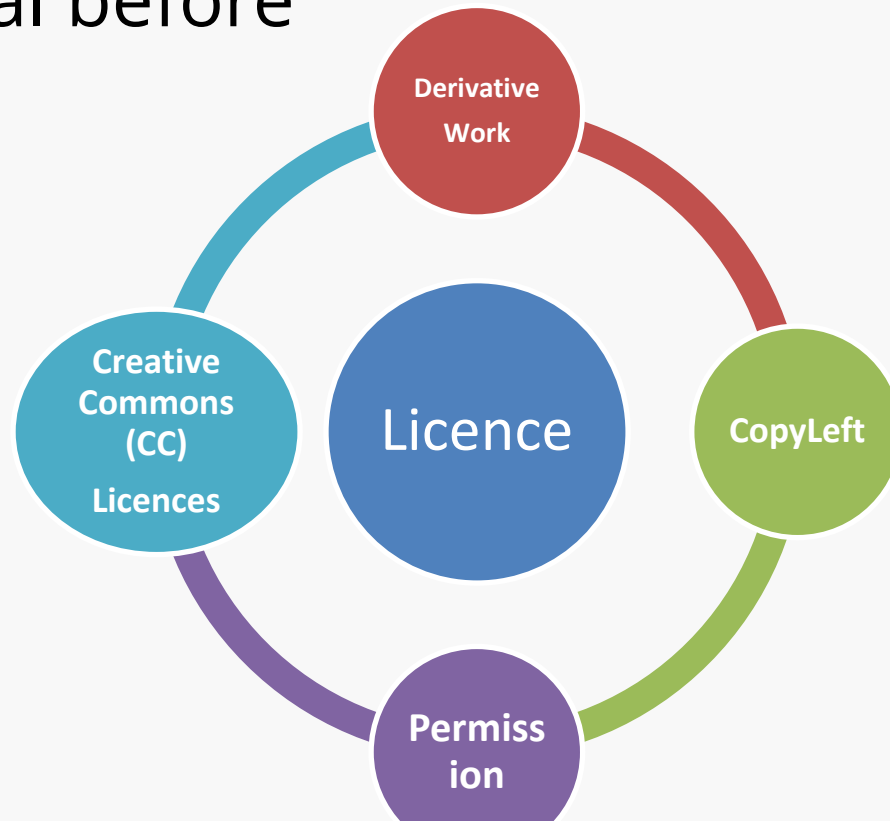 al before
Derivative
Work
Creative
Commons
(CC)
Licences
Licence
CopyLeft
Permiss
ion